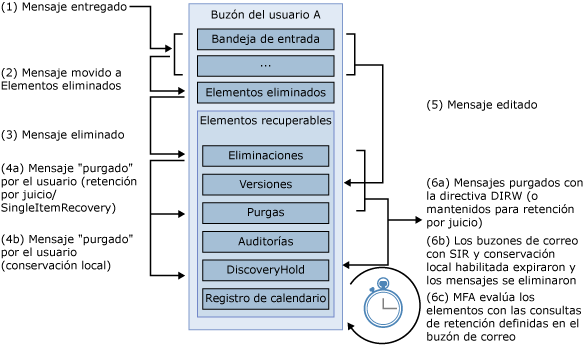 (1) Mensaje entregado
(2) Mensaje movido a
Elementos eliminados
(3) Mensaje eliminado
(4a) Mensaje "purgado"
por el usuario (retención
por juicio/
SingleItemRecovery)
(4b) Mensaje "purgado"
por el usuario
(conservación local)
Buzón del usuario A
Bandeja de entrada
...
Elementos eliminados
Elementos recuperables
Eliminaciones
Versiones
Purgas
Auditorías
DiscoveryHold
Registro de calendario
(5) Mensaje editado
(6a) Mensajes purgados con
la directiva DIRW (o
mantenidos para retención
por juicio)
(6b) Los buzones de correo
con SIR y conservación
local habilitada expiraron y
los mensajes se eliminaron
(6c) MFA evalúa los
elementos con las consultas
de retención definidas en el
buzón de correo